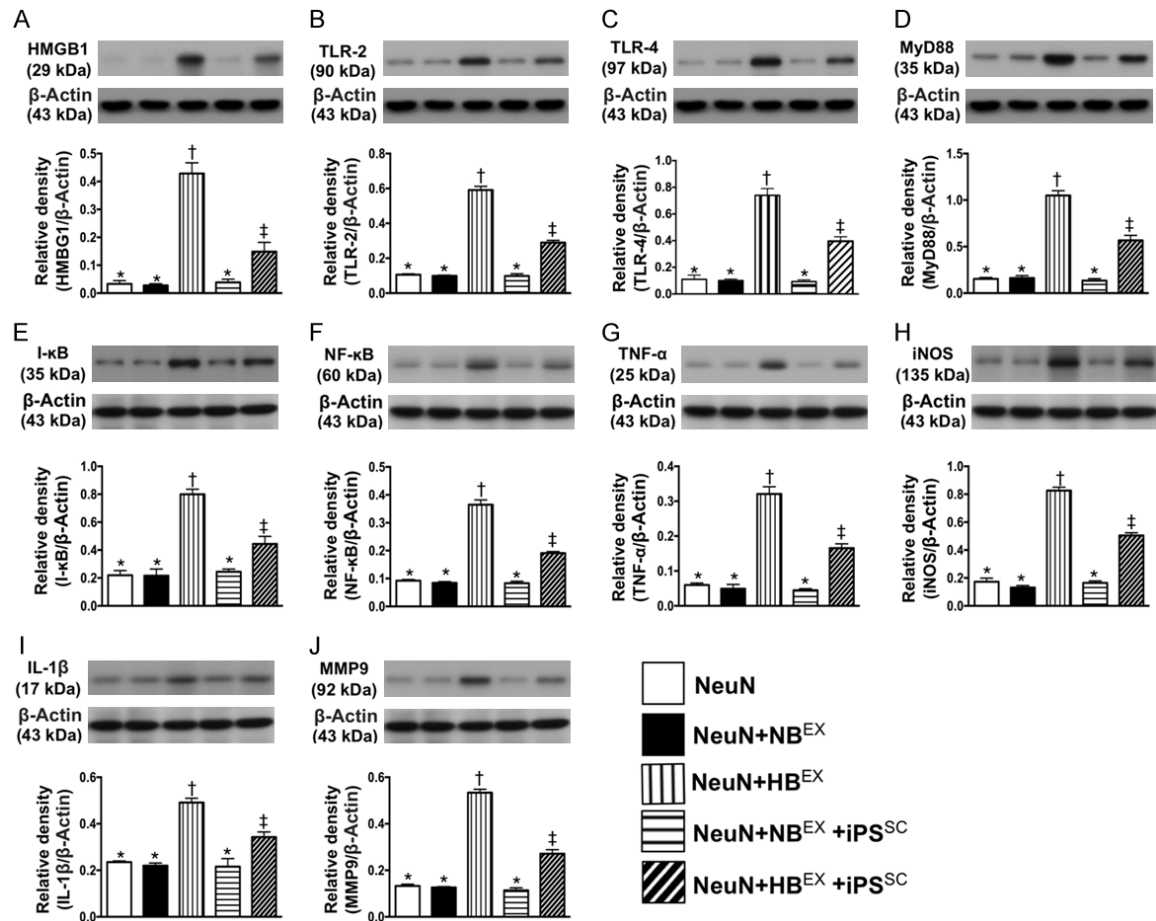 A
HMGB1
(29 kDa)
β-Actin
(43 kDa)
Relative density
(HMBG1/β-Actin)
0.5
0.4
0.3
0.2
0.1
0.0
*
*
†
*
‡
B
TLR-2
(90 kDa)
β-Actin
(43 kDa)
Relative density
(TLR-2/β-Actin)
0.8
0.6
0.4
0.2
0.0
*
*
†
*
‡
C
TLR-4
(97 kDa)
β-Actin
(43 kDa)
Relative density
(TLR-4/β-Actin)
1.0
0.8
0.6
0.4
0.2
0.0
*
*
†
*
‡
D
MyD88
(35 kDa)
β-Actin
(43 kDa)
Relative density
(MyD88/β-Actin)
1.5
1.0
0.5
0.0
*
*
†
*
‡
E
I-κB
(35 kDa)
β-Actin
(43 kDa)
Relative density
(I-κB/β-Actin)
1.0
0.8
0.6
0.4
0.2
0.0
*
*
†
*
‡
F
NF-κB
(60 kDa)
β-Actin
(43 kDa)
Relative density
(NF-κB/β-Actin)
0.5
0.4
0.3
0.2
0.1
0.0
*
*
†
*
‡
G
TNF-α
(25 kDa)
β-Actin
(43 kDa)
Relative density
(TNF-α/β-Actin)
0.4
0.3
0.2
0.1
0.0
*
*
†
*
‡
H
iNOS
(135 kDa)
β-Actin
(43 kDa)
Relative density
(iNOS/β-Actin)
1.0
0.8
0.6
0.4
0.2
0.0
*
*
†
*
‡
I
IL-1β
(17 kDa)
β-Actin
(43 kDa)
Relative density
(IL-1β/β-Actin)
0.6
0.4
0.2
0.0
*
*
†
*
‡
J
MMP9
(92 kDa)
β-Actin
(43 kDa)
Relative density
(MMP9/β-Actin)
0.6
0.4
0.2
0.0
*
*
†
*
‡
NeuN
NeuN+NB^EX
NeuN+HB^EX
NeuN+NB^EX +iPS^SC
NeuN+HB^EX +iPS^SC